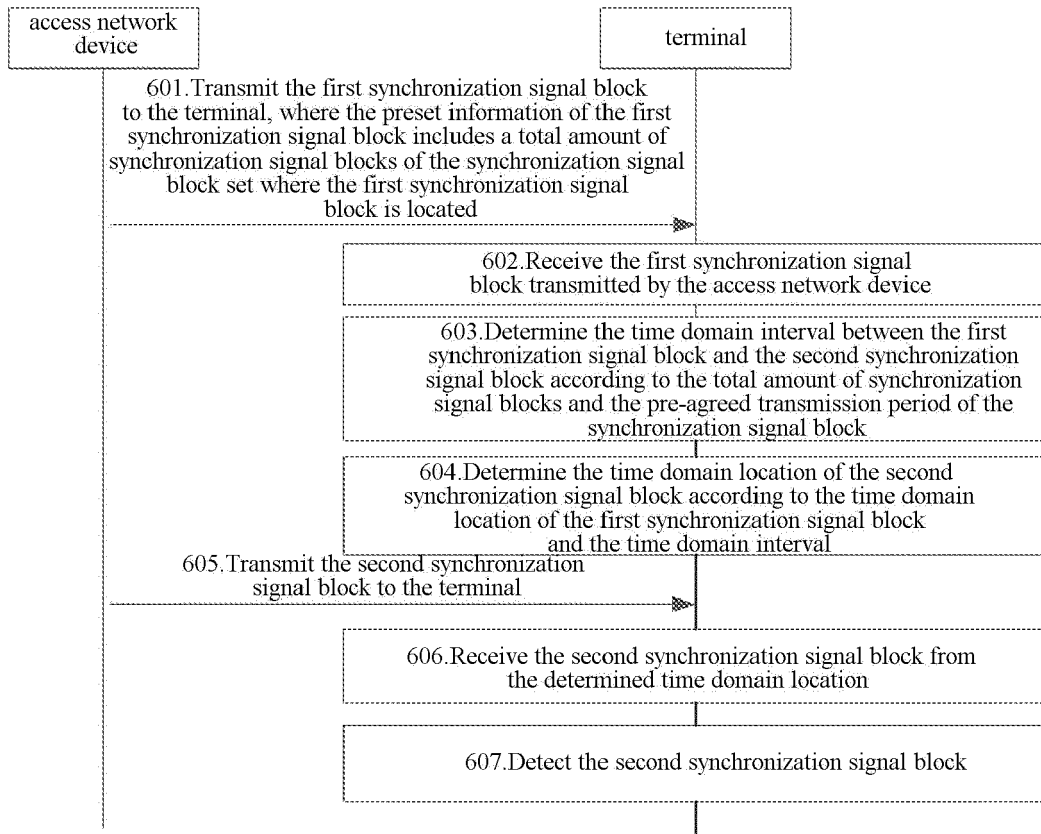 access network
device
terminal
601.Transmit the first synchronization signal block
to the terminal, where the preset information of the first
synchronization signal block includes a total amount of
synchronization signal blocks of the synchronization signal
block set where the first synchronization signal
block is located
602.Receive the first synchronization signal
block transmitted by the access network device
603.Determine the time domain interval between the first
synchronization signal block and the second synchronization
signal block according to the total amount of synchronization
signal blocks and the pre-agreed transmission period of the
synchronization signal block
604.Determine the time domain location of the second
synchronization signal block according to the time domain
location of the first synchronization signal block
and the time domain interval
605.Transmit the second synchronization
signal block to the terminal
606.Receive the second synchronization signal block from
the determined time domain location
607.Detect the second synchronization signal block